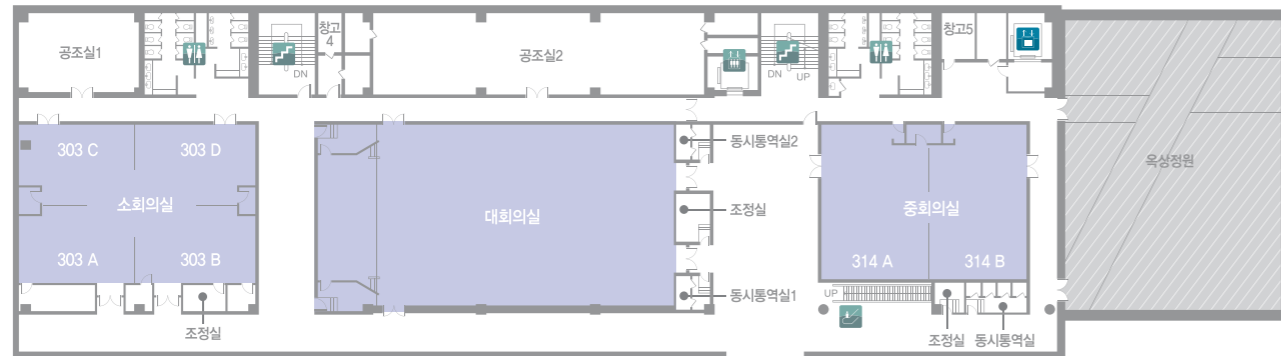 공조실1
DN
창고
4
공조실2
DN
UP
창고5
303 C
303 D
소회의실
303 A
303 B
조정실
대회의실
동시통역실2
조정실
동시통역실1
중회의실
314 A
314 B
UP
조정실
동시통역실
옥상정원